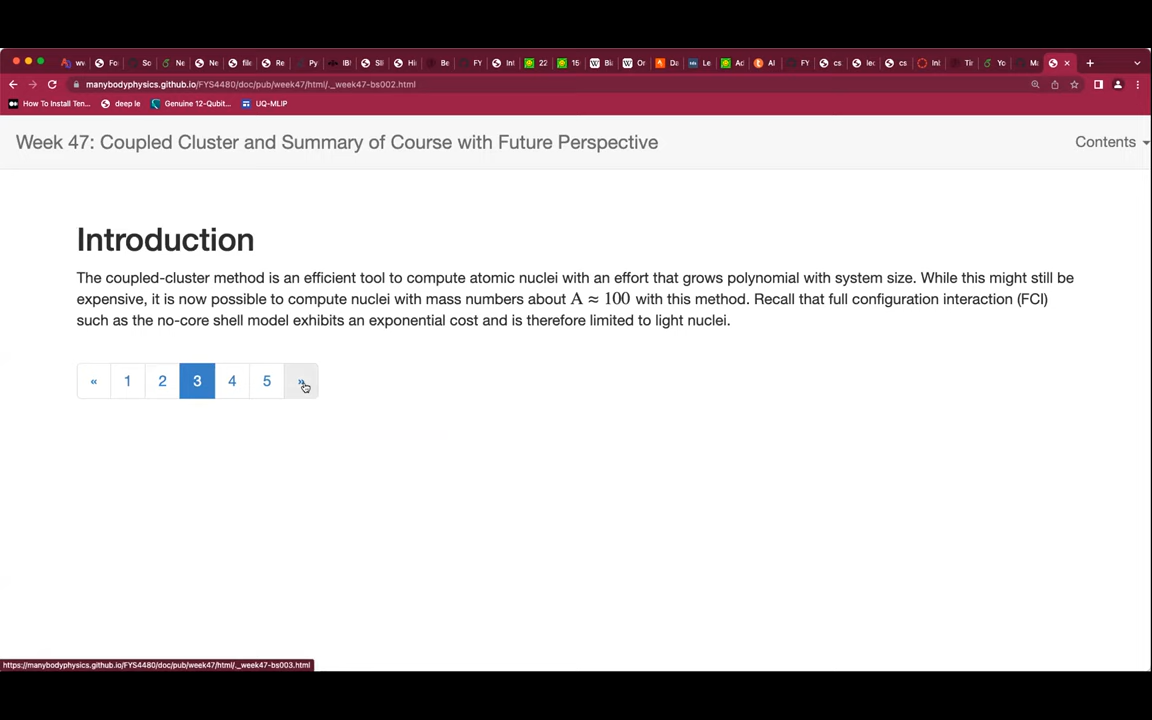 manybodyphysics.github.io/FYS4480/doc/pub/week47/html/._week47-bs002.html
How To Install Ten... deep le Genuine 12-Qubit... UQ-MLIP
Week 47: Coupled Cluster and Summary of Course with Future Perspective Contents
Introduction
The coupled-cluster method is an efficient tool to compute atomic nuclei with an effort that grows polynomial with system size. While this might still be
expensive, it is now possible to compute nuclei with mass numbers about A ≈ 100 with this method. Recall that full configuration interaction (FCI)
such as the no-core shell model exhibits an exponential cost and is therefore limited to light nuclei.
« 1 2 3 4 5 »
https://manybodyphysics.github.io/FYS4480/doc/pub/week47/html/._week47-bs003.html